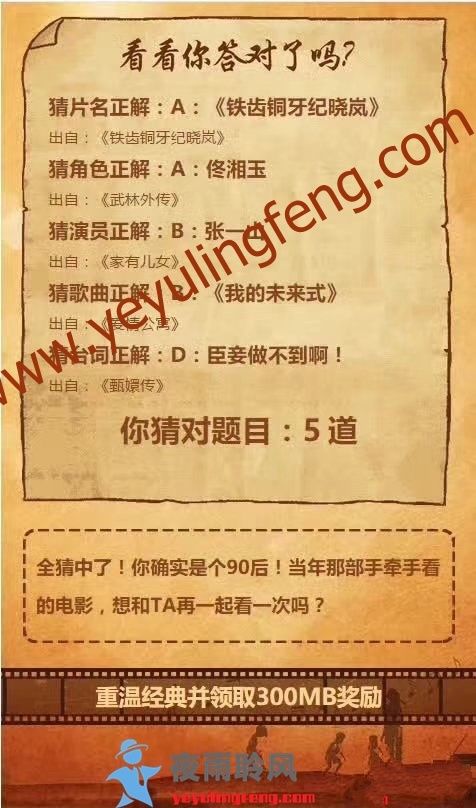 看看你答对了吗?
猜片名正解：A：《铁齿铜牙纪晓岚》
出自：《铁齿铜牙纪晓岚》
猜角色正解：A：佟湘玉
出自：《武林外传》
猜演员正解：B：张一山
出自：《家有儿女》
猜歌曲正解：B：《我的未来式》
出自：《爱情公寓》
猜台词正解：D：臣妾做不到啊！
出自：《甄嬛传》
你猜对题目：5 道
www.yeyulingfeng.com
全猜中了！你确实是个90后！当年那部手牵手看
的电影，想和TA再一起看一次吗？
重温经典并领取300MB奖励
夜雨聆风
yeyulingfeng.com